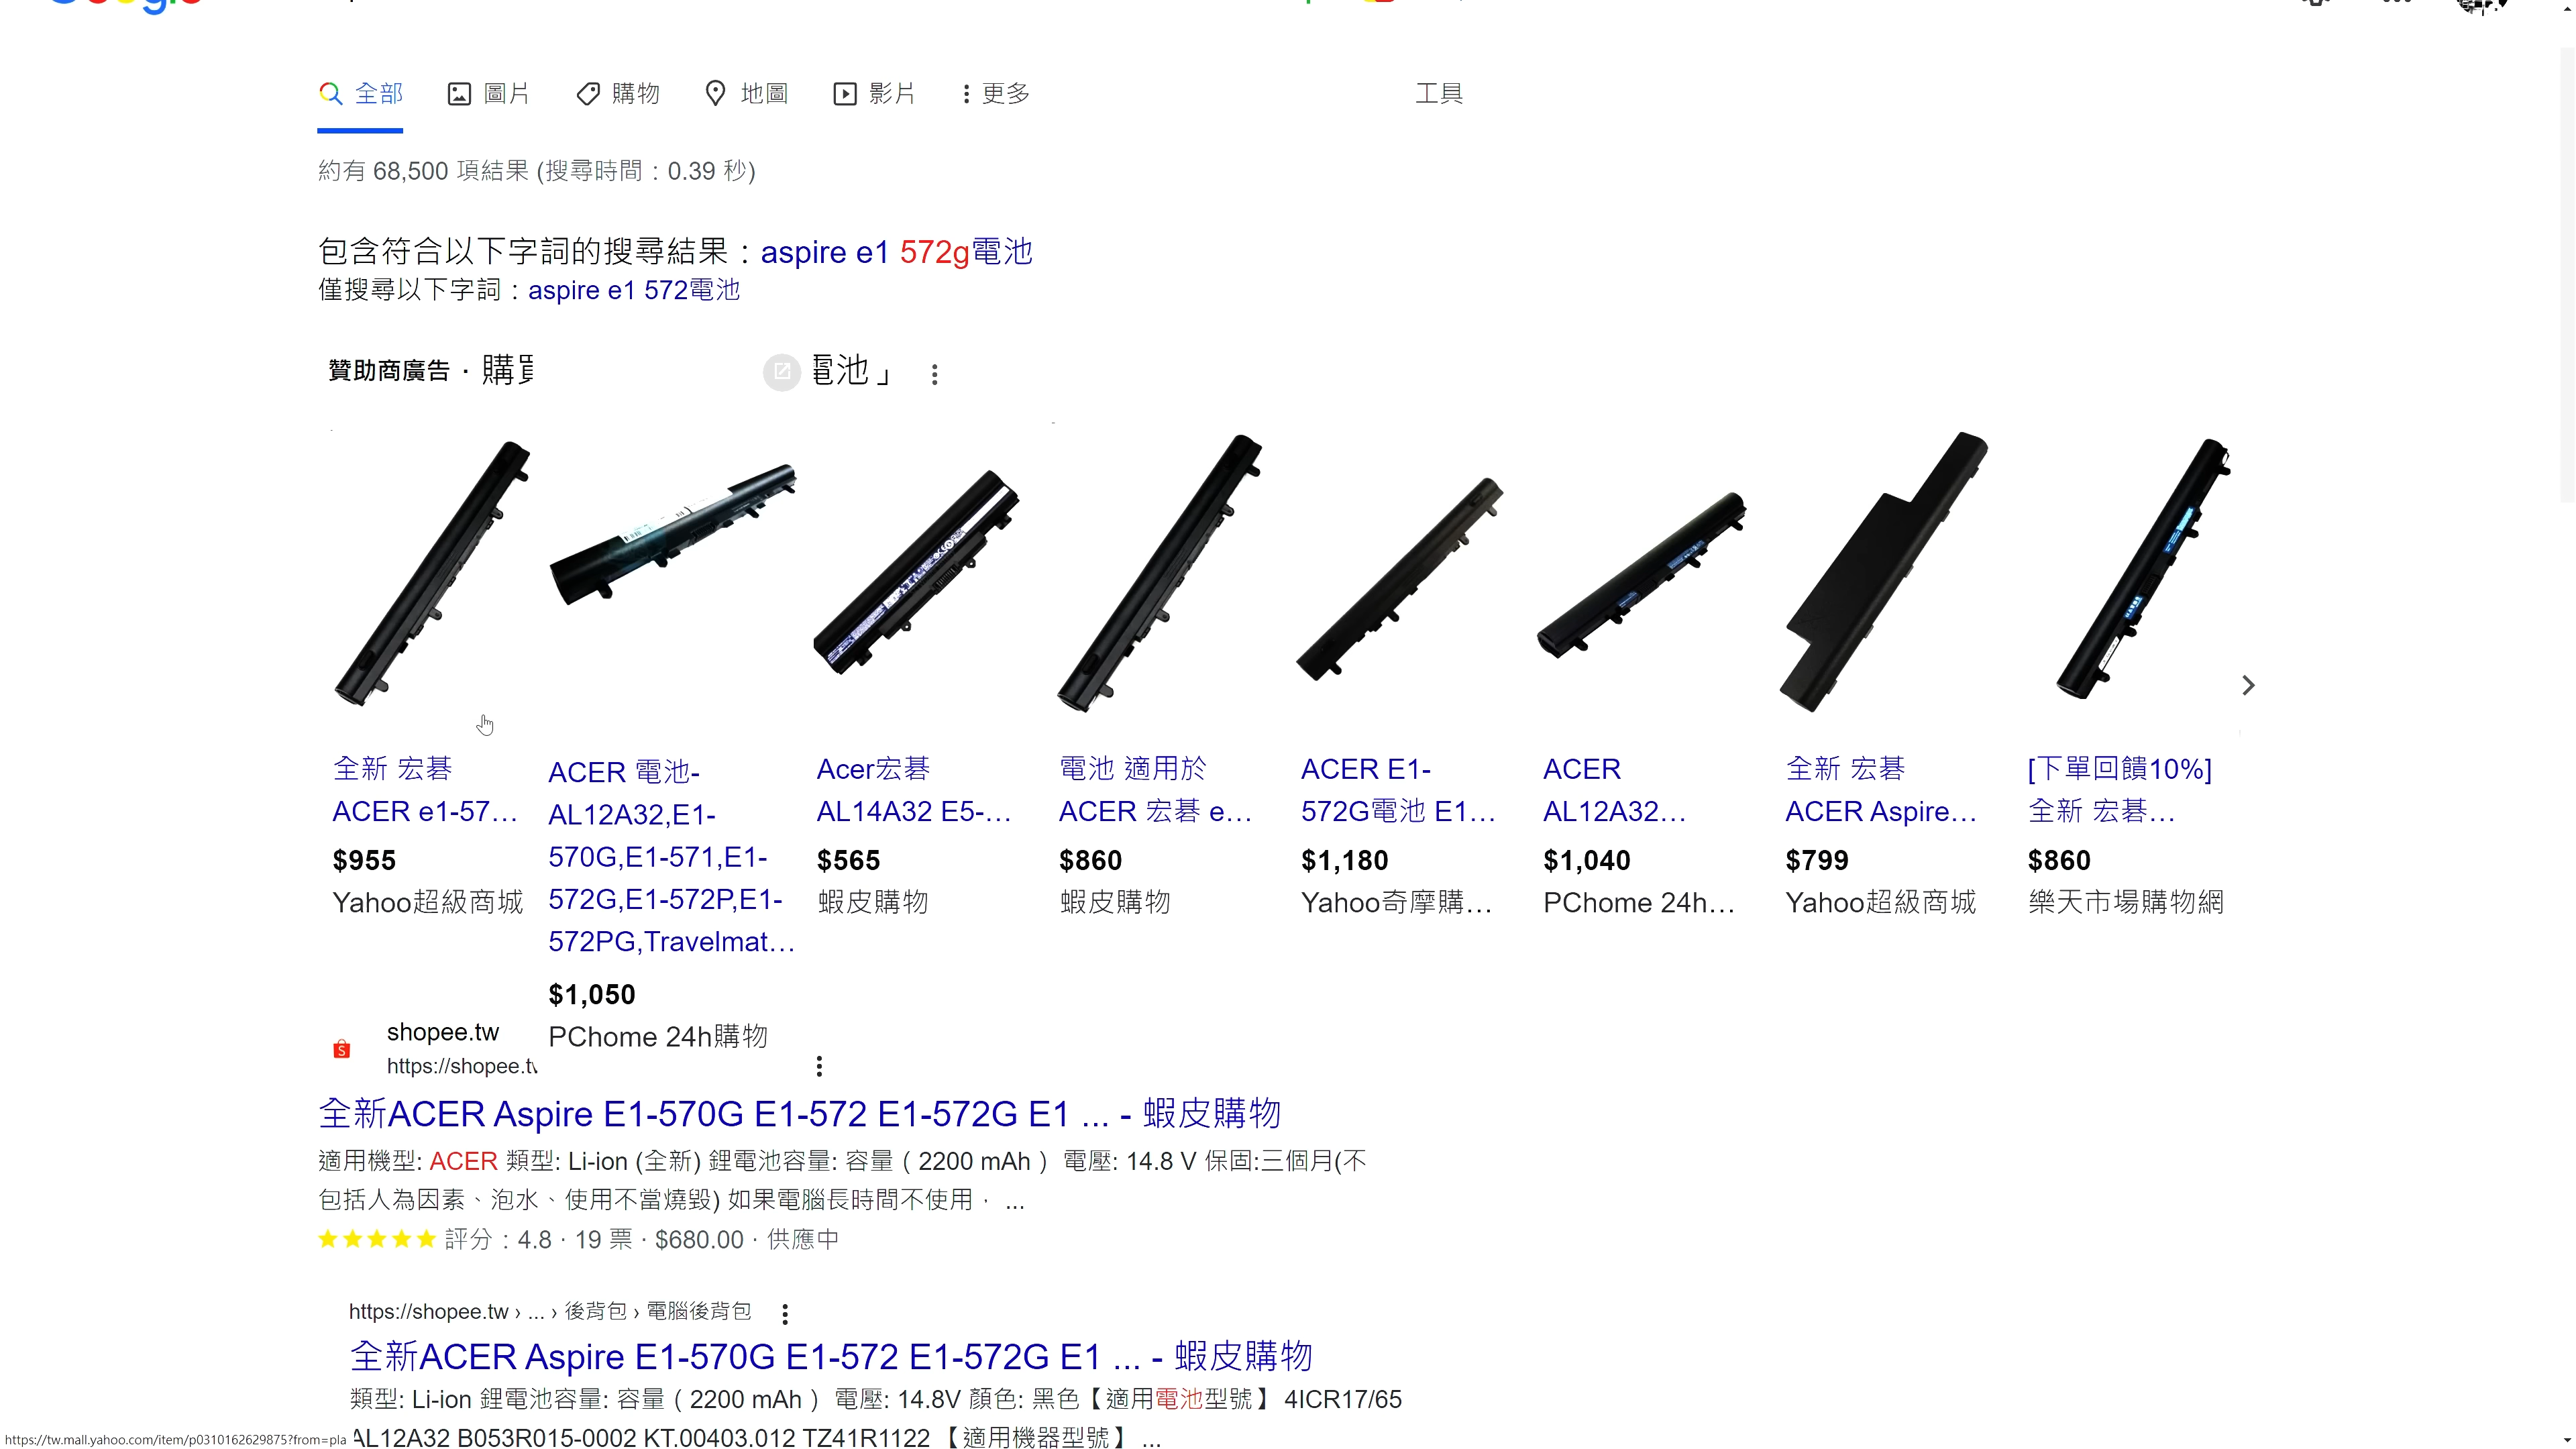 全部 圖片 購物 地圖 影片 更多 工具
約有 68,500 項結果 (搜尋時間：0.39 秒)
包含符合以下字詞的搜尋結果：aspire e1 572g電池
僅搜尋以下字詞：aspire e1 572電池
贊助商廣告 · 購買 電池」
全新 宏碁
ACER e1-57...
$955
Yahoo超級商城
ACER 電池-
AL12A32,E1-
570G,E1-571,E1-
572G,E1-572P,E1-
572PG,Travelmat...
$1,050
PChome 24h購物
Acer宏碁
AL14A32 E5-...
$565
蝦皮購物
電池 適用於
ACER 宏碁 e...
$860
蝦皮購物
ACER E1-
572G電池 E1...
$1,180
Yahoo奇摩購...
ACER
AL12A32...
$1,040
PChome 24h...
全新 宏碁
ACER Aspire...
$799
Yahoo超級商城
[下單回饋10%]
全新 宏碁...
$860
樂天市場購物網
shopee.tw
https://shopee.tw
全新ACER Aspire E1-570G E1-572 E1-572G E1 ... - 蝦皮購物
適用機型: ACER 類型: Li-ion (全新) 鋰電池容量: 容量（2200 mAh） 電壓: 14.8 V 保固:三個月(不
包括人為因素、泡水、使用不當燒毀) 如果電腦長時間不使用， ...
評分：4.8 · 19 票 · $680.00 · 供應中
https://shopee.tw › ... › 後背包 › 電腦後背包
全新ACER Aspire E1-570G E1-572 E1-572G E1 ... - 蝦皮購物
類型: Li-ion 鋰電池容量: 容量（2200 mAh） 電壓: 14.8V 顏色: 黑色【適用電池型號】 4ICR17/65
AL12A32 B053R015-0002 KT.00403.012 TZ41R1122 【適用機器型號】 ...
https://tw.mall.yahoo.com/item/p0310162629875?from=pla